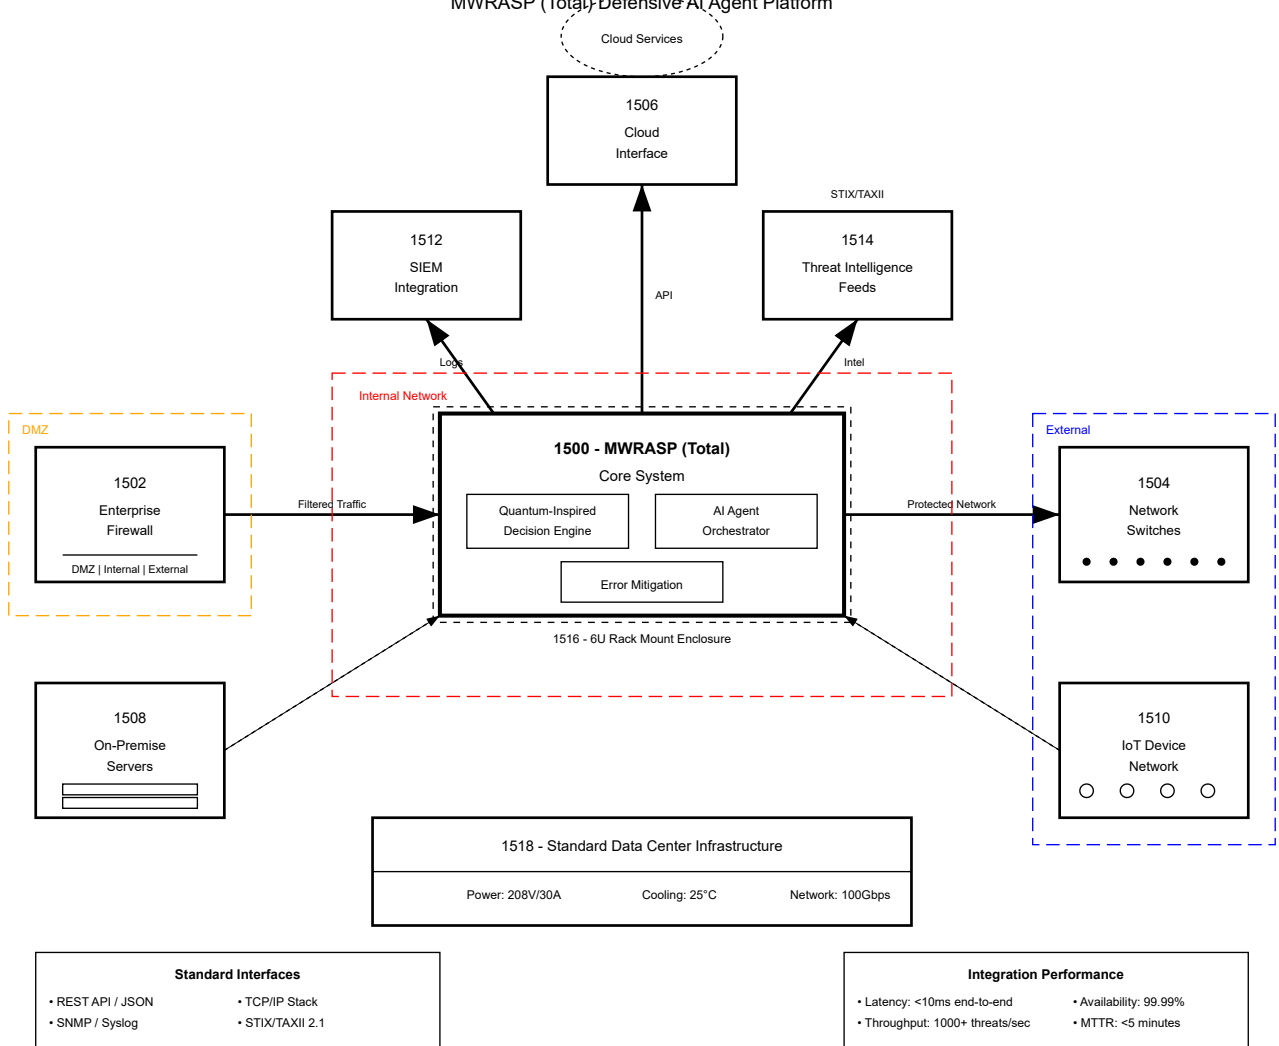 MWRASP (Total) Defensive AI Agent Platform
Cloud Services
1506
Cloud
Interface
STIX/TAXII
1512
SIEM
Integration
1514
Threat Intelligence
Feeds
API
Logs
Intel
Internal Network
DMZ
External
1502
Enterprise
Firewall
DMZ | Internal | External
Filtered Traffic
1500 - MWRASP (Total)
Core System
Quantum-Inspired
Decision Engine
AI Agent
Orchestrator
Error Mitigation
Protected Network
1504
Network
Switches
1516 - 6U Rack Mount Enclosure
1508
On-Premise
Servers
1510
IoT Device
Network
1518 - Standard Data Center Infrastructure
Power: 208V/30A
Cooling: 25°C
Network: 100Gbps
Standard Interfaces
• REST API / JSON
• TCP/IP Stack
• SNMP / Syslog
• STIX/TAXII 2.1
Integration Performance
• Latency: <10ms end-to-end
• Availability: 99.99%
• Throughput: 1000+ threats/sec
• MTTR: <5 minutes